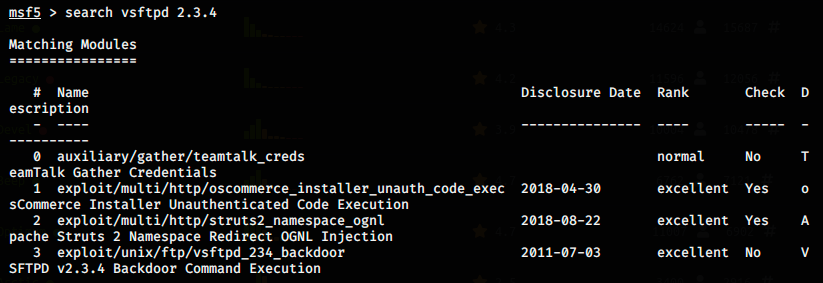 msf5 > search vsftpd 2.3.4
Matching Modules
================
# Name Disclosure Date Rank Check D
escription
- ---- --------------- ---- ----- -
----------
0 auxiliary/gather/teamtalk_creds normal No T
eamTalk Gather Credentials
1 exploit/multi/http/oscommerce_installer_unauth_code_exec 2018-04-30 excellent Yes o
sCommerce Installer Unauthenticated Code Execution
2 exploit/multi/http/struts2_namespace_ognl 2018-08-22 excellent Yes A
pache Struts 2 Namespace Redirect OGNL Injection
3 exploit/unix/ftp/vsftpd_234_backdoor 2011-07-03 excellent No V
SFTPD v2.3.4 Backdoor Command Execution